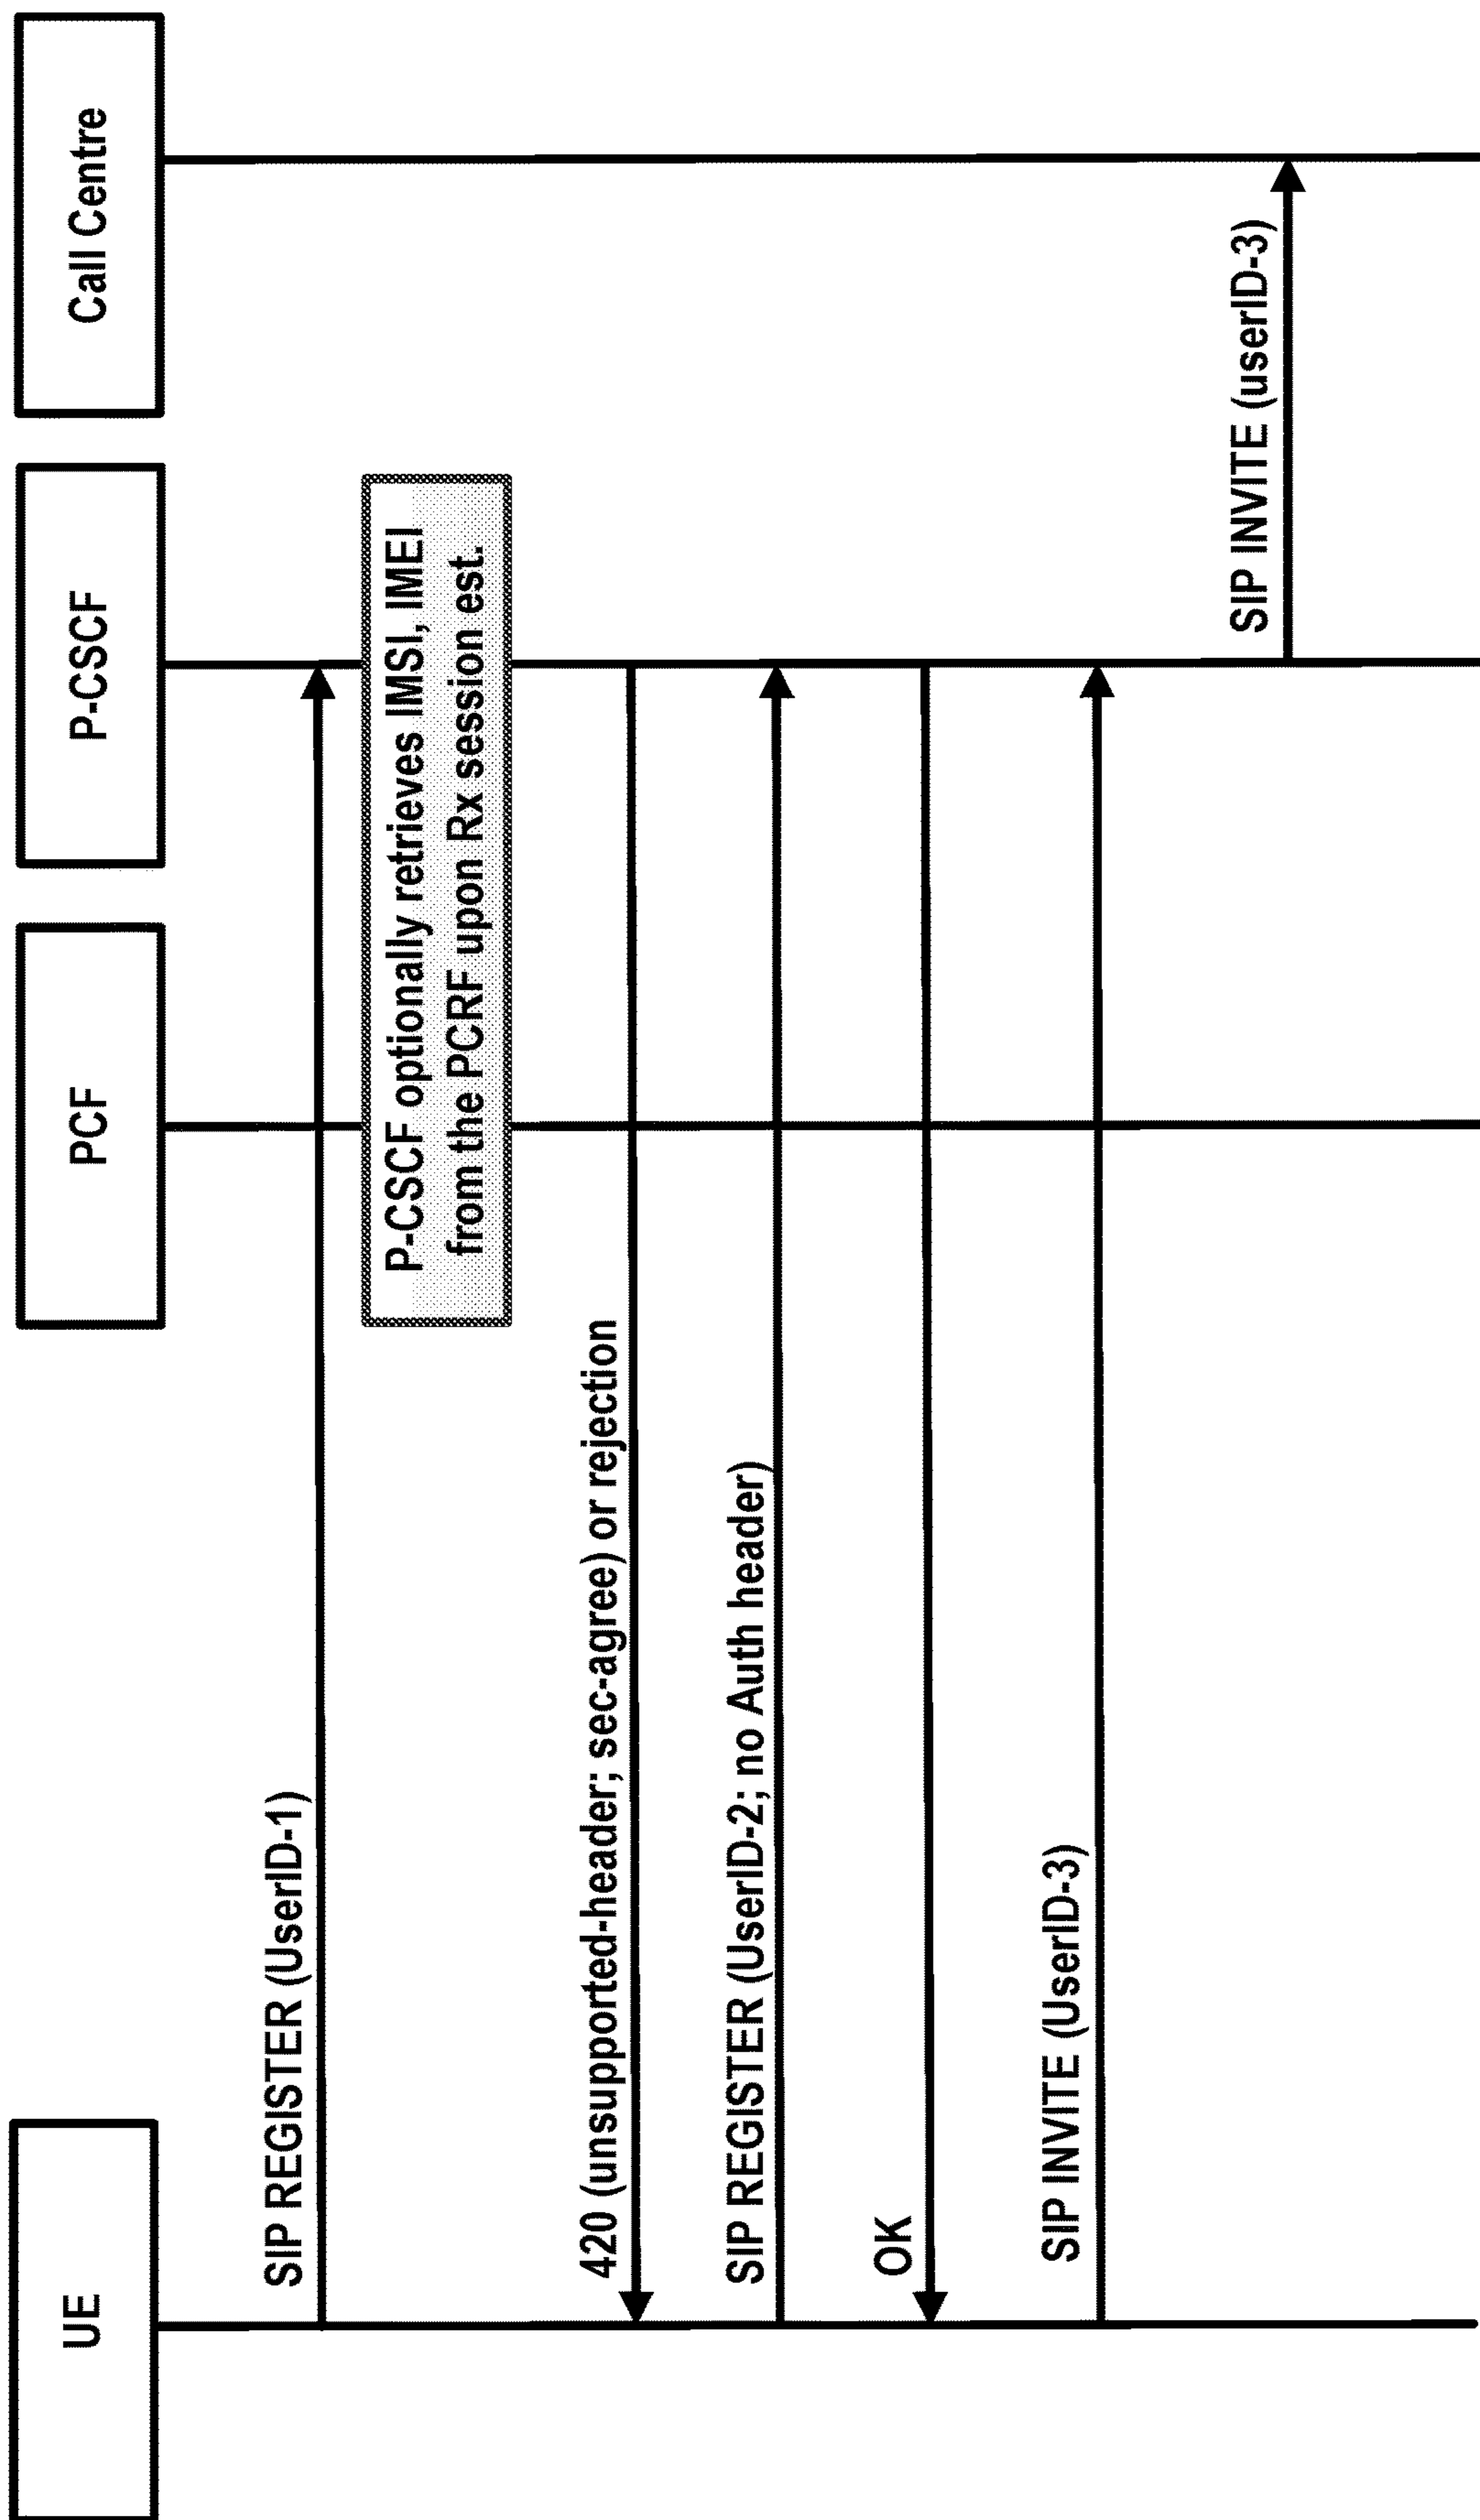 UE
PCF
P-CSCF
Call Centre
SIP REGISTER (UserID-1)
P-CSCF optionally retrieves IMSI, IMEI
from the PCRF upon Rx session est.
420 (unsupported-header; sec-agree) or rejection
SIP REGISTER (UserID-2; no Auth header)
OK
SIP INVITE (UserID-3)
SIP INVITE (userID-3)